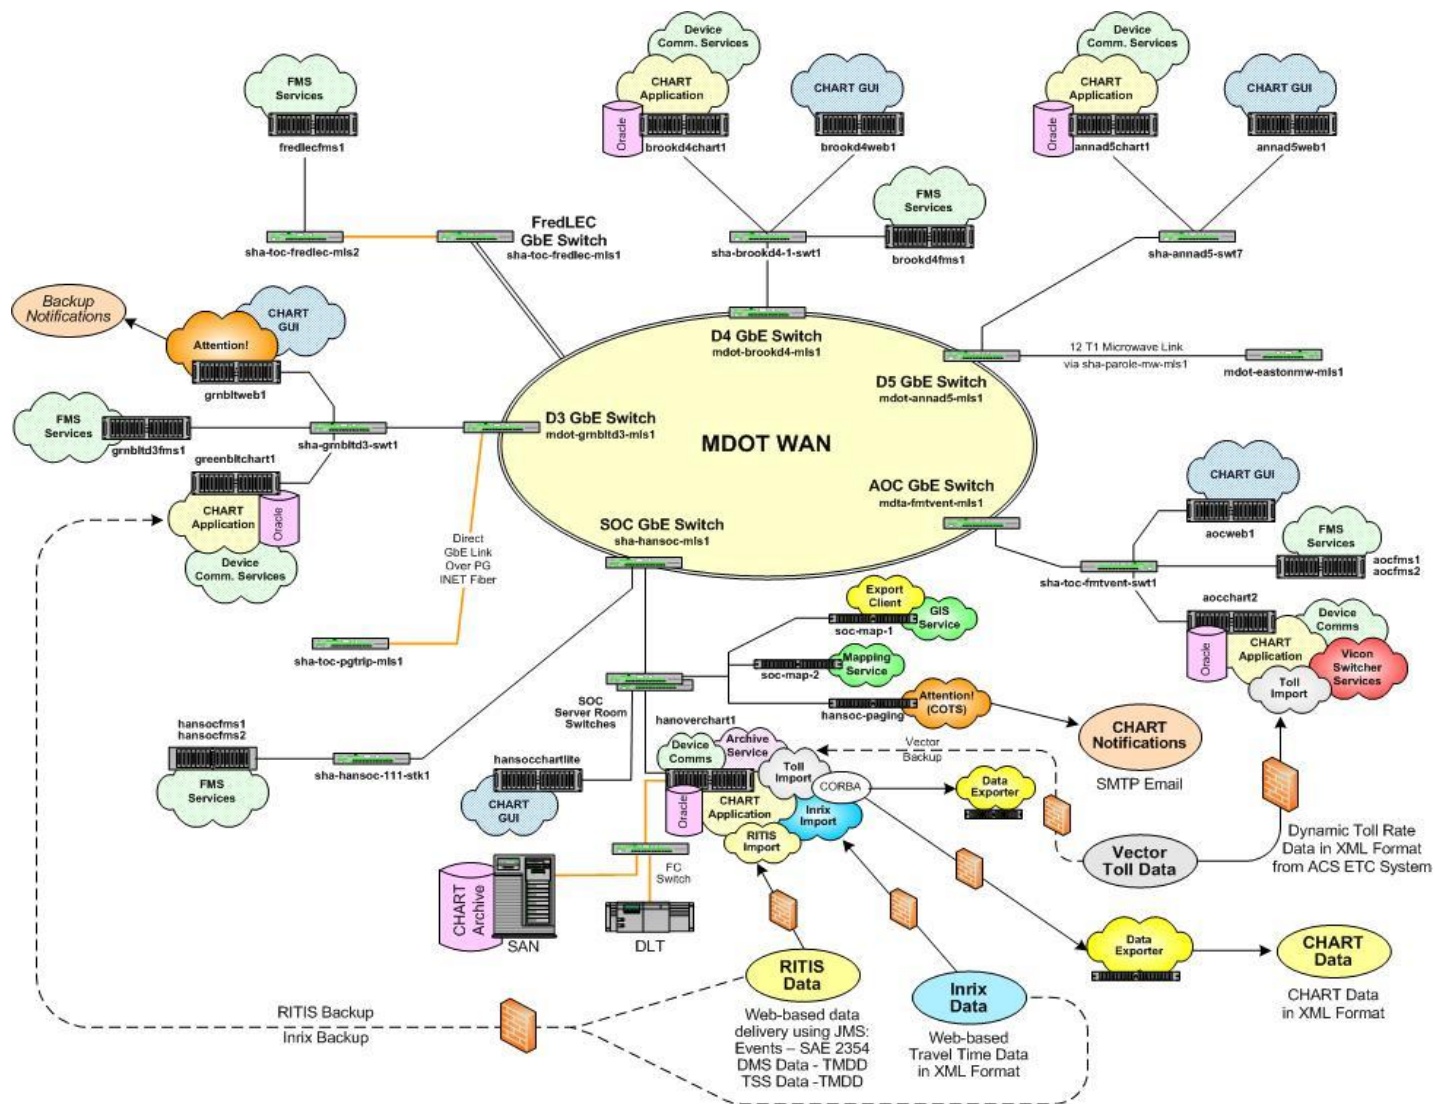 Device
Comm. Services
CHART
Application
Oracle
brookd4chart1
CHART GUI
brookd4web1
Device
Comm. Services
CHART
Application
Oracle
annad5chart1
CHART GUI
annad5web1
FMS
Services
fredlecfms1
sha-toc-fredlec-mls2
FredLEC
GbE Switch
sha-toc-fredlec-mls1
sha-brookd4-1-swt1
FMS
Services
brookd4fms1
sha-annad5-swt7
Backup
Notifications
CHART
GUI
Attention!
grnbltweb1
D4 GbE Switch
mdot-brookd4-mls1
12 T1 Microwave Link
via sha-parole-mw-mls1
mdot-eastonmw-mls1
D5 GbE Switch
mdot-annad5-mls1
FMS
Services
grnbltd3fms1
sha-grnbltd3-swt1
D3 GbE Switch
mdot-grnbltd3-mls1
MDOT WAN
greenbltchart1
CHART
Application
Oracle
Device
Comm. Services
Direct
GbE Link
Over PG
INET Fiber
sha-toc-pgtrip-mls1
SOC GbE Switch
sha-hansoc-mls1
AOC GbE Switch
mdta-fmtvent-mls1
CHART GUI
aocweb1
FMS
Services
aocfms1
aocfms2
sha-toc-fmtvent-swt1
aocchart2
Oracle
CHART
Application
Device
Comms
Vicon
Switcher
Services
Toll
Import
Export
Client
GIS
Service
soc-map-1
Mapping
Service
soc-map-2
Attention!
(COTS)
hansoc-paging
CHART
Notifications
SMTP Email
SOC
Server Room
Switches
hansocfms1
hansocfms2
FMS
Services
sha-hansoc-111-stk1
hansocchartlite
CHART
GUI
hanoverchart1
Device
Comms
Archive
Service
Toll
Import
CORBA
Oracle
CHART
Application
Inrix
Import
RITIS
Import
Vector
Backup
Data
Exporter
Vector
Toll Data
Dynamic Toll Rate
Data in XML Format
from ACS ETC System
FC
Switch
CHART
Archive
SAN
DLT
RITIS
Data
Web-based data
delivery using JMS:
Events – SAE 2354
DMS Data - TMDD
TSS Data -TMDD
Inrix
Data
Web-based
Travel Time Data
in XML Format
Data
Exporter
CHART
Data
CHART Data
in XML Format
RITIS Backup
Inrix Backup